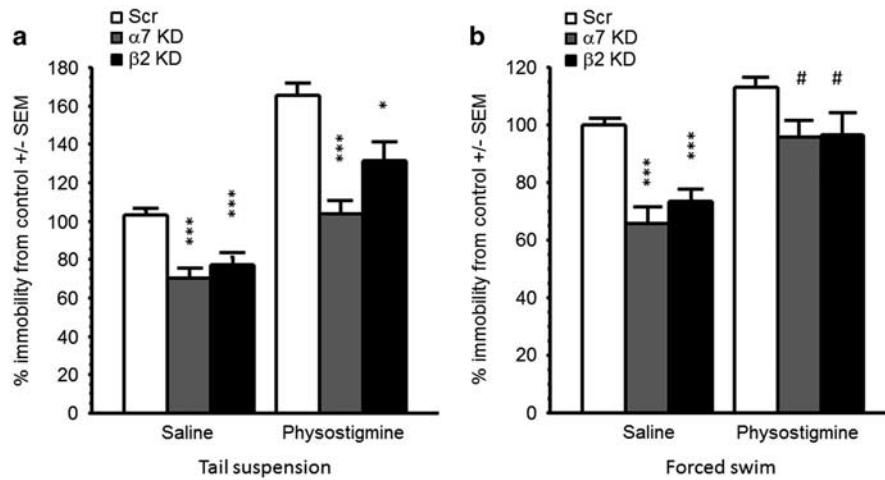 a
Scr
α7 KD
β2 KD
% immobility from control +/- SEM
180
160
140
120
100
80
60
40
20
0
***
***
***
*
Saline Physostigmine
Tail suspension
b
Scr
α7 KD
β2 KD
% immobility from control +/- SEM
120
100
80
60
40
20
0
***
***
#
#
Saline Physostigmine
Forced swim